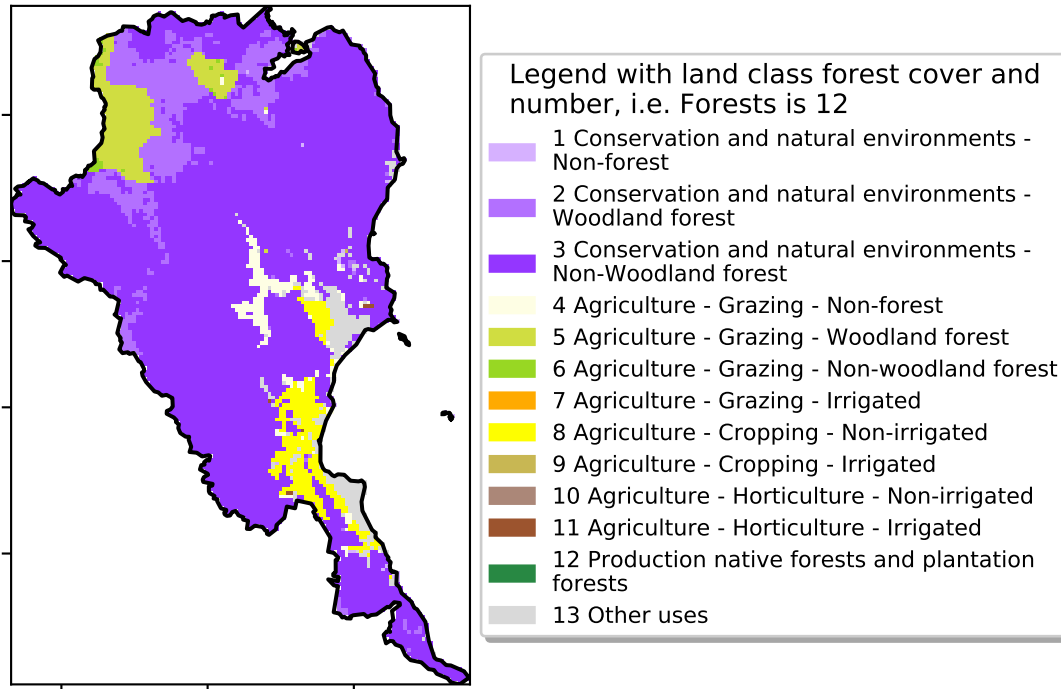 Legend with land class forest cover and
number, i.e. Forests is 12
1 Conservation and natural environments -
Non-forest
2 Conservation and natural environments -
Woodland forest
3 Conservation and natural environments -
Non-Woodland forest
4 Agriculture - Grazing - Non-forest
5 Agriculture - Grazing - Woodland forest
6 Agriculture - Grazing - Non-woodland forest
7 Agriculture - Grazing - Irrigated
8 Agriculture - Cropping - Non-irrigated
9 Agriculture - Cropping - Irrigated
10 Agriculture - Horticulture - Non-irrigated
11 Agriculture - Horticulture - Irrigated
12 Production native forests and plantation
forests
13 Other uses